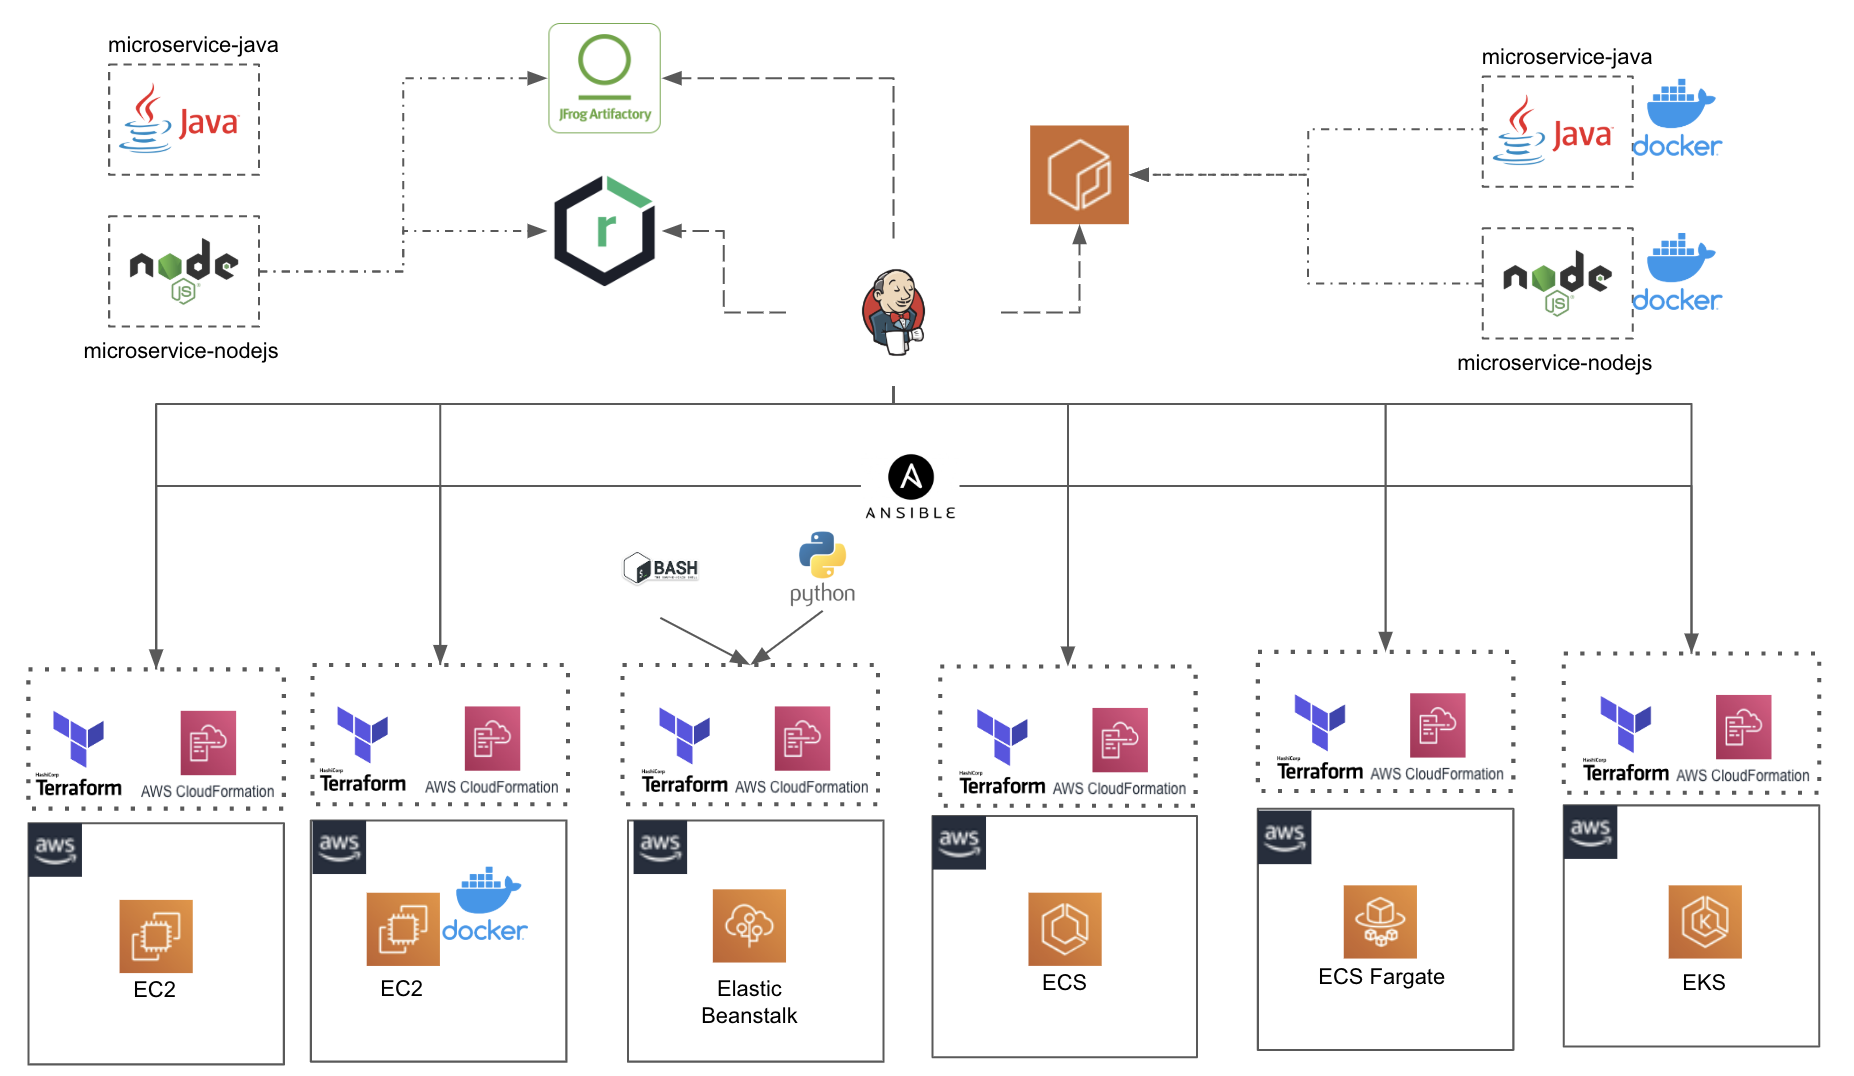 microservice-java
Java
node
JS
microservice-nodejs
JFrog Artifactory
r
microservice-java
Java
docker
node
JS
docker
microservice-nodejs
A
ANSIBLE
$
BASH
python
HashiCorp
Terraform
AWS CloudFormation
HashiCorp
Terraform
AWS CloudFormation
HashiCorp
Terraform
AWS CloudFormation
HashiCorp
Terraform
AWS CloudFormation
HashiCorp
Terraform
AWS CloudFormation
HashiCorp
Terraform
AWS CloudFormation
aws
EC2
aws
docker
EC2
aws
Elastic
Beanstalk
aws
ECS
aws
ECS Fargate
aws
K
EKS